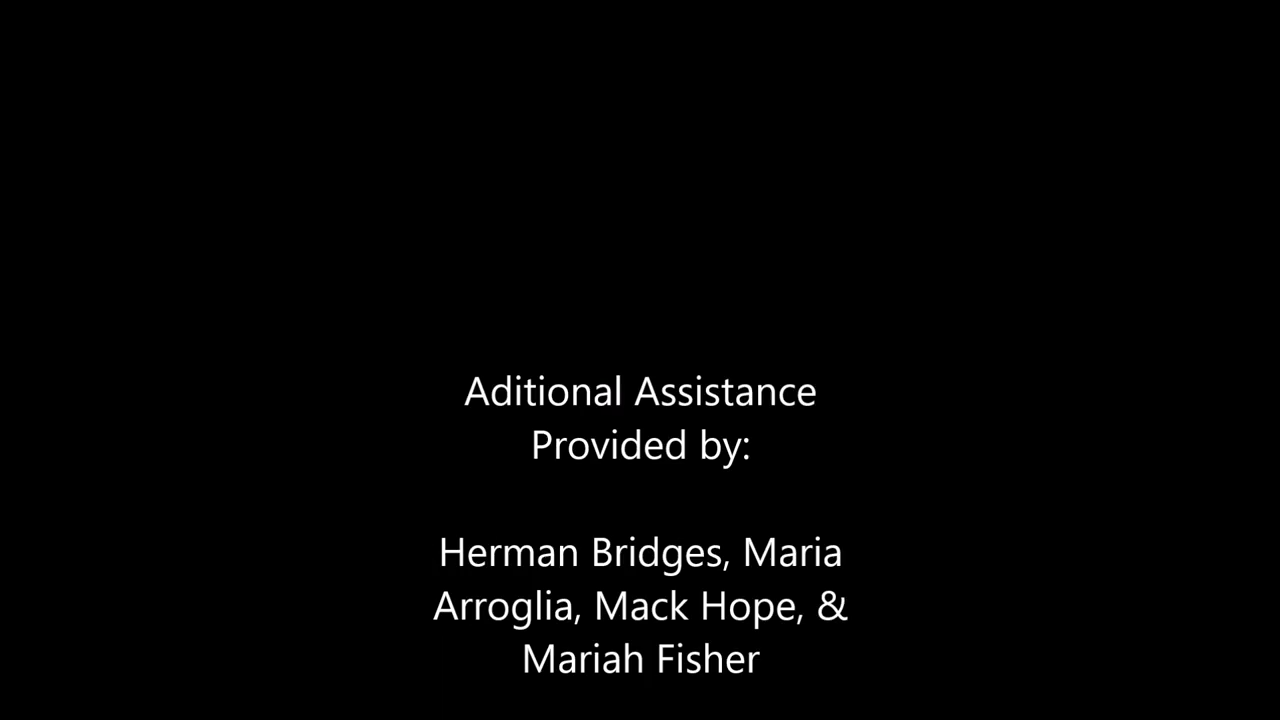 Aditional Assistance
Provided by:
Herman Bridges, Maria
Arroglia, Mack Hope, &
Mariah Fisher